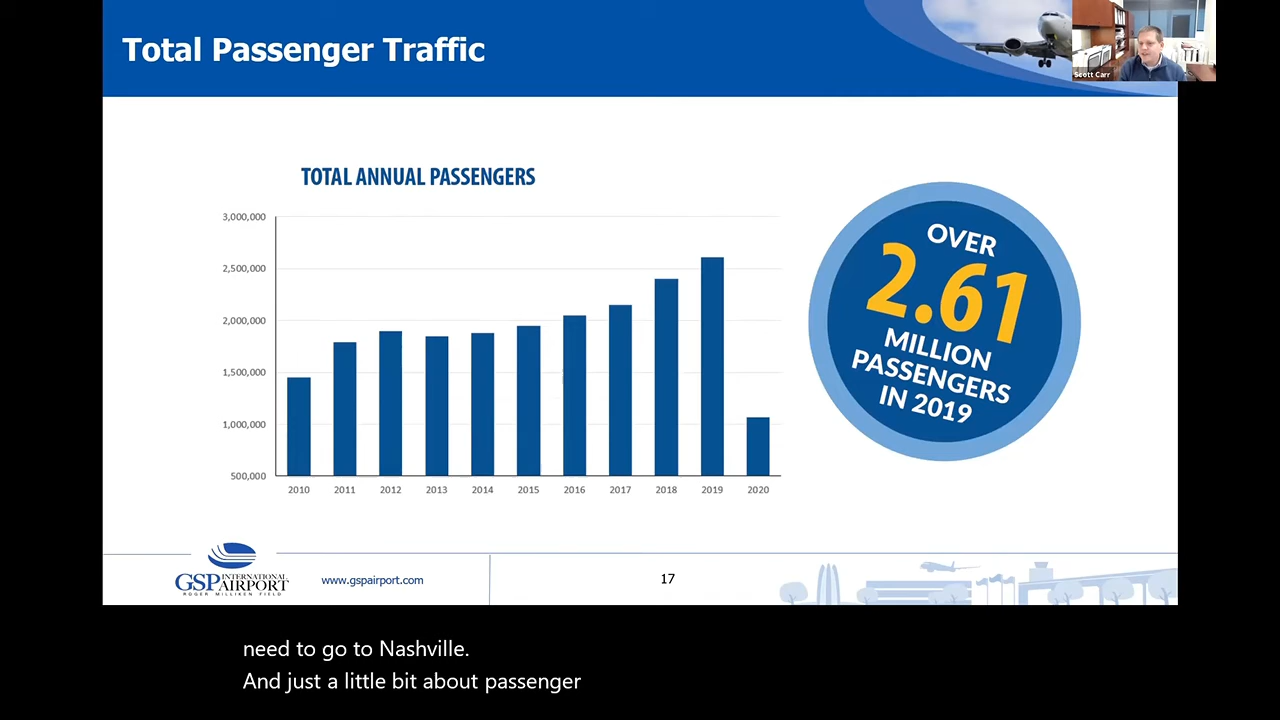 Total Passenger Traffic
Scott Carr
TOTAL ANNUAL PASSENGERS
3,000,000
2,500,000
2,000,000
1,500,000
1,000,000
500,000
2010 2011 2012 2013 2014 2015 2016 2017 2018 2019 2020
OVER
2.61
MILLION
PASSENGERS
IN 2019
GSP INTERNATIONAL AIRPORT
ROGER MILLIKEN FIELD
www.gspairport.com
17
need to go to Nashville.
And just a little bit about passenger